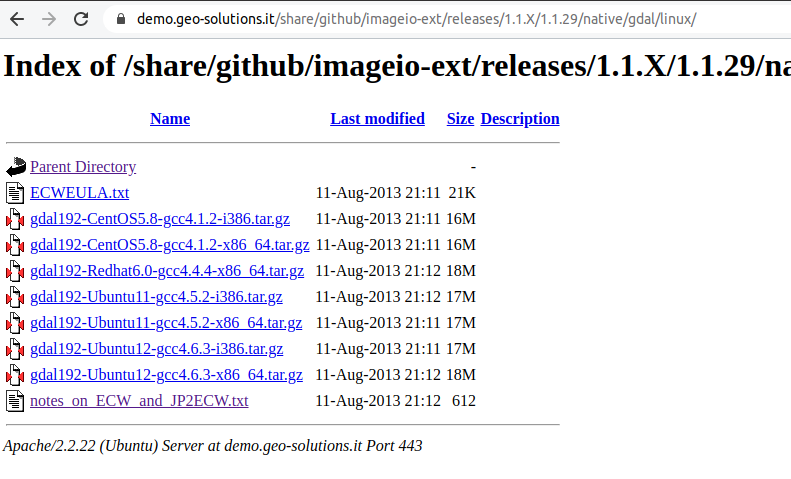 demo.geo-solutions.it/share/github/imageio-ext/releases/1.1.X/1.1.29/native/gdal/linux/
Index of /share/github/imageio-ext/releases/1.1.X/1.1.29/na
Name Last modified Size Description
Parent Directory -
ECWEULA.txt 11-Aug-2013 21:11 21K
gdal192-CentOS5.8-gcc4.1.2-i386.tar.gz 11-Aug-2013 21:11 16M
gdal192-CentOS5.8-gcc4.1.2-x86_64.tar.gz 11-Aug-2013 21:11 16M
gdal192-Redhat6.0-gcc4.4.4-x86_64.tar.gz 11-Aug-2013 21:12 18M
gdal192-Ubuntu11-gcc4.5.2-i386.tar.gz 11-Aug-2013 21:12 17M
gdal192-Ubuntu11-gcc4.5.2-x86_64.tar.gz 11-Aug-2013 21:11 17M
gdal192-Ubuntu12-gcc4.6.3-i386.tar.gz 11-Aug-2013 21:11 17M
gdal192-Ubuntu12-gcc4.6.3-x86_64.tar.gz 11-Aug-2013 21:12 18M
notes_on_ECW_and_JP2ECW.txt 11-Aug-2013 21:12 612
Apache/2.2.22 (Ubuntu) Server at demo.geo-solutions.it Port 443